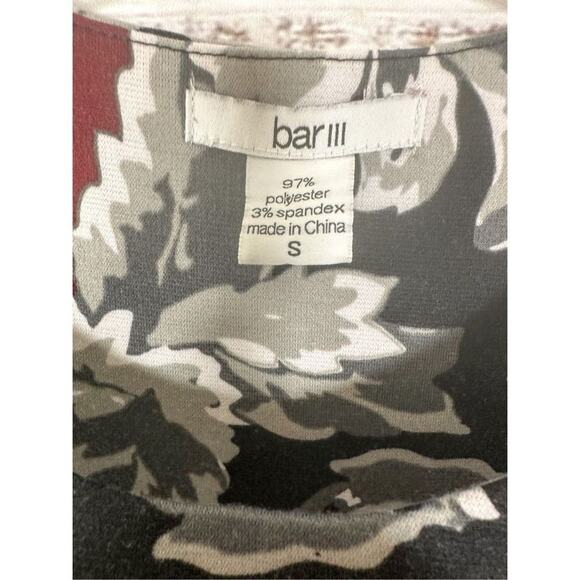 bar III
97%
polyester
3% spandex
made in China
S